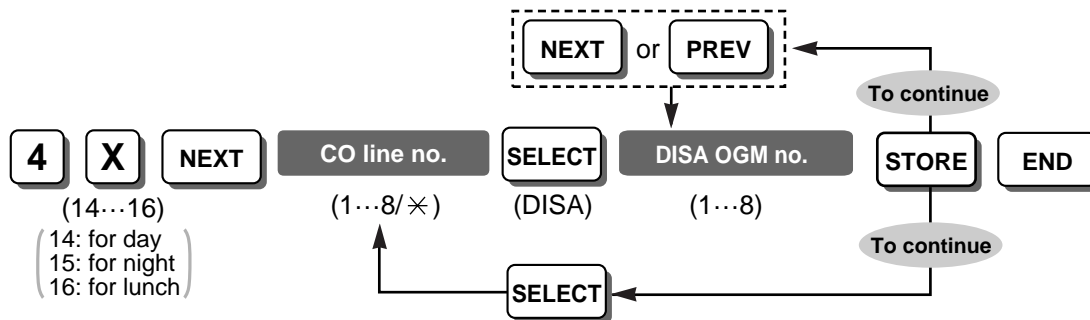 NEXT or PREV
To continue
4 X NEXT CO line no. SELECT DISA OGM no. STORE END
(14···16) (1···8/✳) (DISA) (1···8)
14: for day
15: for night
16: for lunch
To continue
SELECT